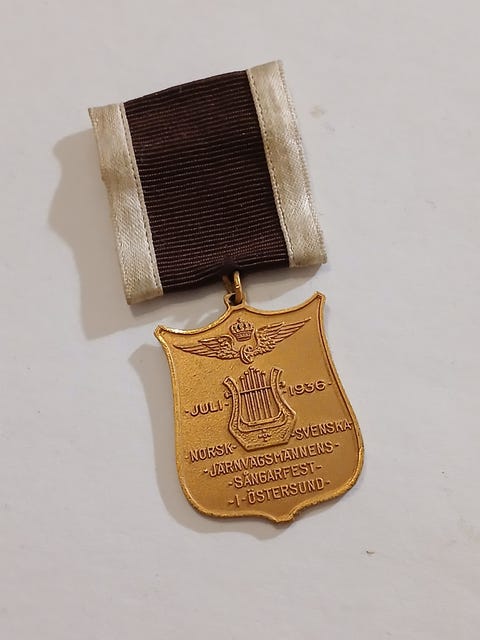 -JULI- -1936-
-NORSK- -SVENSKA-
-JÄRNVÄGSMÄNNENS-
-SÅNGARFEST-
-I-ÖSTERSUND-